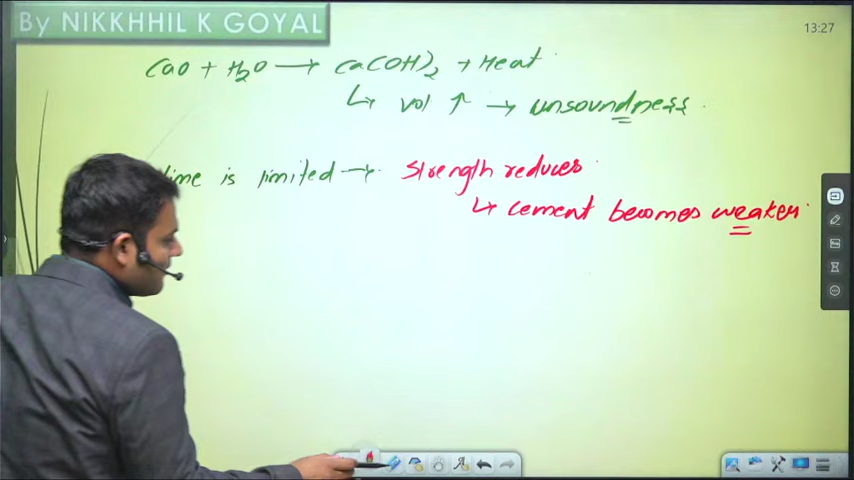 By NIKKHHIL K GOYAL
13:27
CaO + H₂O → Ca(OH)₂ + Heat
↳ vol ↑ → unsoundness.
lime is limited → strength reduces.
↳ cement becomes weaker.